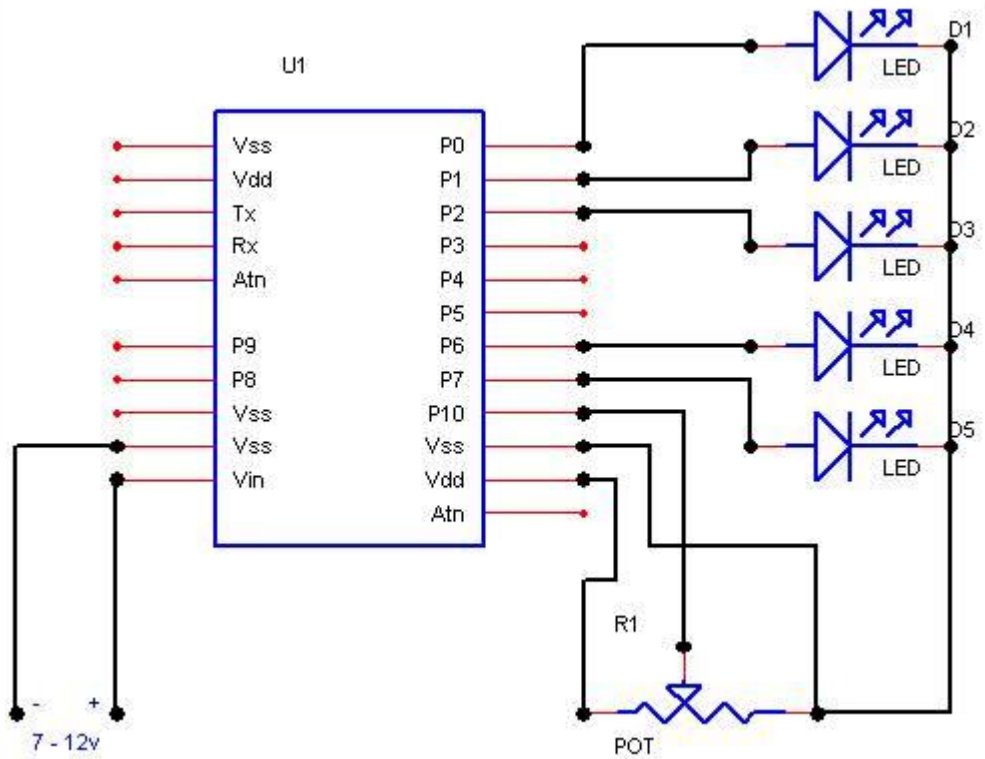 U1
Vss
Vdd
Tx
Rx
Atn
P9
P8
Vss
Vss
Vin
P0
P1
P2
P3
P4
P5
P6
P7
P10
Vss
Vdd
Atn
D1
LED
D2
LED
D3
LED
D4
LED
D5
LED
R1
POT
- +
7 - 12v